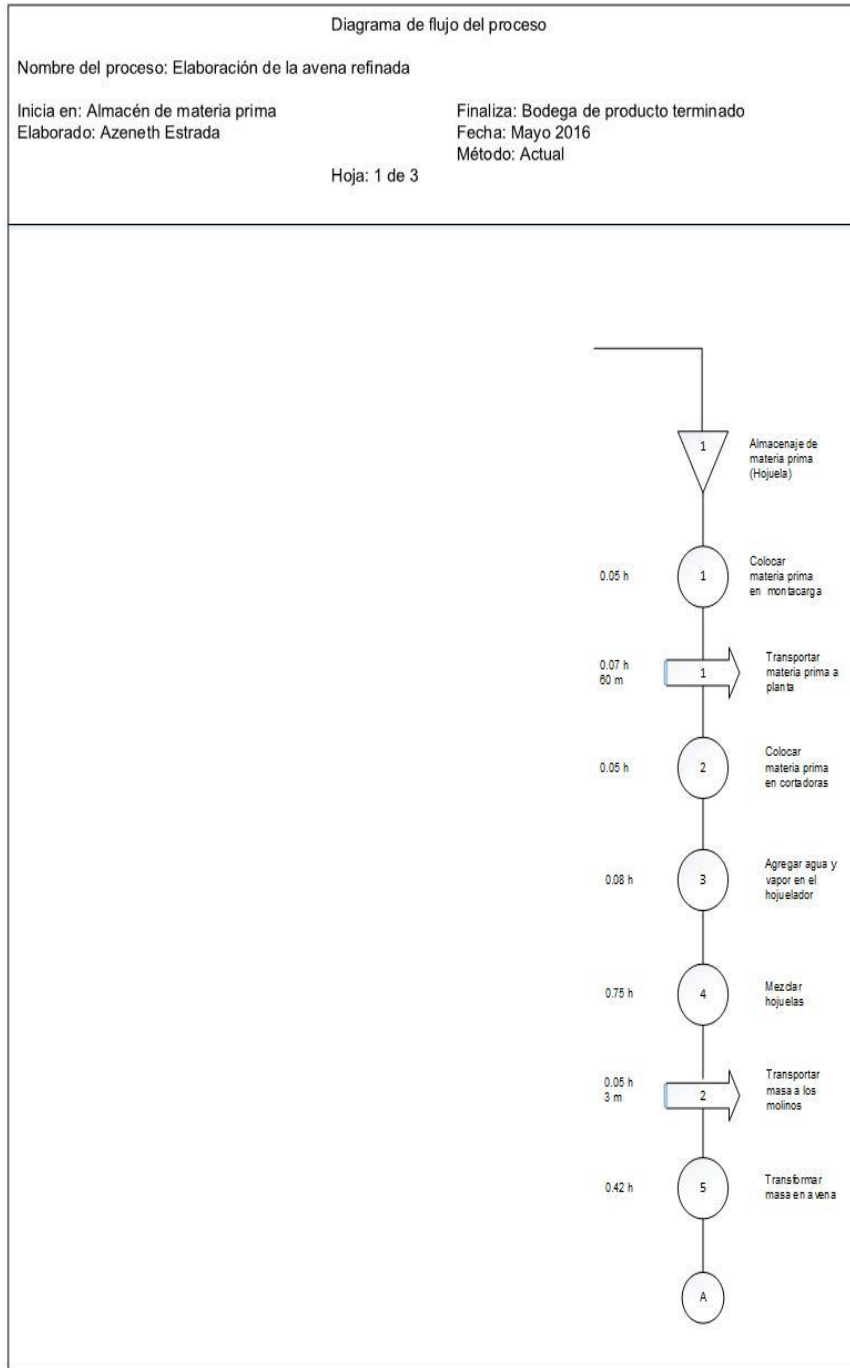 Diagrama de flujo del proceso
Nombre del proceso: Elaboración de la avena refinada
Inicia en: Almacén de materia prima
Finaliza: Bodega de producto terminado
Elaborado: Azeneth Estrada
Fecha: Mayo 2016
Método: Actual
Hoja: 1 de 3
1
Almacenaje de
materia prima
(Hojuela)
0.05 h
1
Colocar
materia prima
en montacarga
0.07 h
60 m
1
Transportar
materia prima a
planta
0.05 h
2
Colocar
materia prima
en cortadoras
0.08 h
3
Agregar agua y
vapor en el
hojuelador
0.75 h
4
Mezclar
hojuelas
0.05 h
3 m
2
Transportar
masa a los
molinos
0.42 h
5
Transformar
masa en avena
A